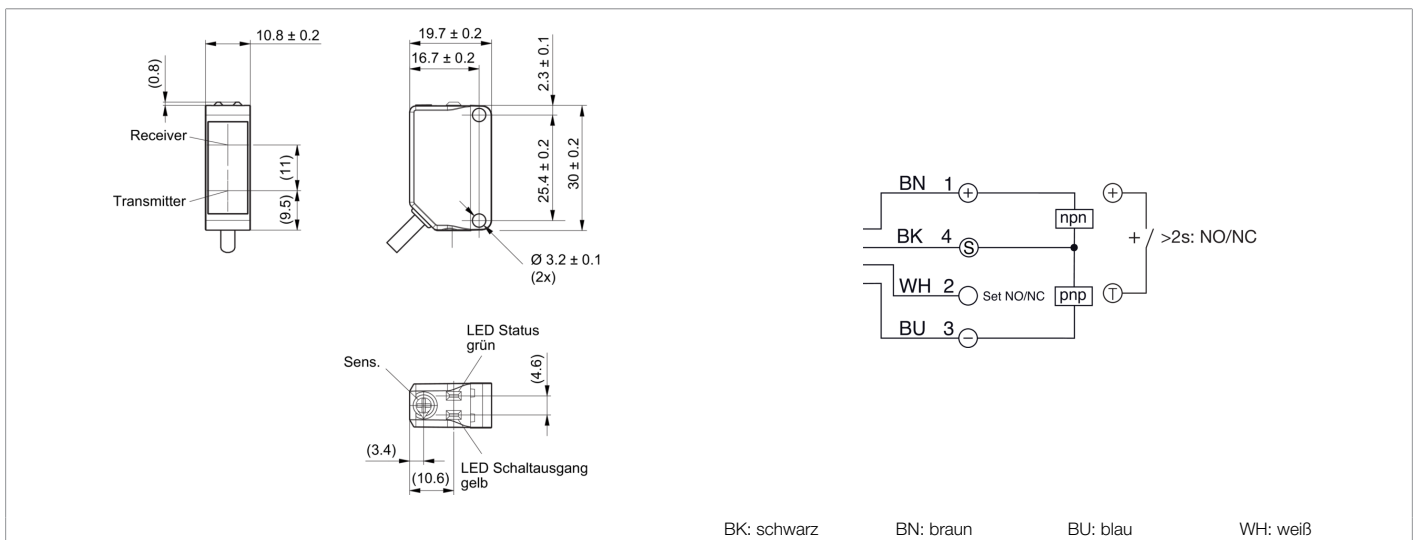 10.8 ± 0.2
(0.8)
Receiver
Transmitter
(11)
(9.5)
19.7 ± 0.2
16.7 ± 0.2
2.3 ± 0.1
25.4 ± 0.2
30 ± 0.2
Ø 3.2 ± 0.1
(2x)
LED Status
grün
Sens.
(4.6)
(3.4)
(10.6)
LED Schaltausgang
gelb
BN 1 +
npn
BK 4 S
WH 2 Set NO/NC
pnp
BU 3 −
+
+ / >2s: NO/NC
T
BK: schwarz BN: braun BU: blau WH: weiß